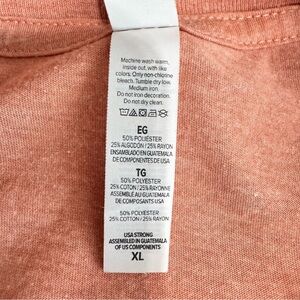 Machine wash warm,
inside out, with like
colors. Only non-chlorine
bleach. Tumble dry low.
Medium iron.
Do not iron decoration.
Do not dry clean.
EG
50% POLIÉSTER
25% ALGODON / 25% RAYON
ENSAMBLADO EN GUATEMALA
DE COMPONENTES DE USA
TG
50% POLYESTER
25% COTON / 25% RAYONNE
ASSEMBLÉ AU GUATEMALA
DE COMPOSANTS USA
50% POLYESTER
25% COTTON / 25% RAYON
USA STRONG
ASSEMBLED IN GUATEMALA
OF US COMPONENTS
XL